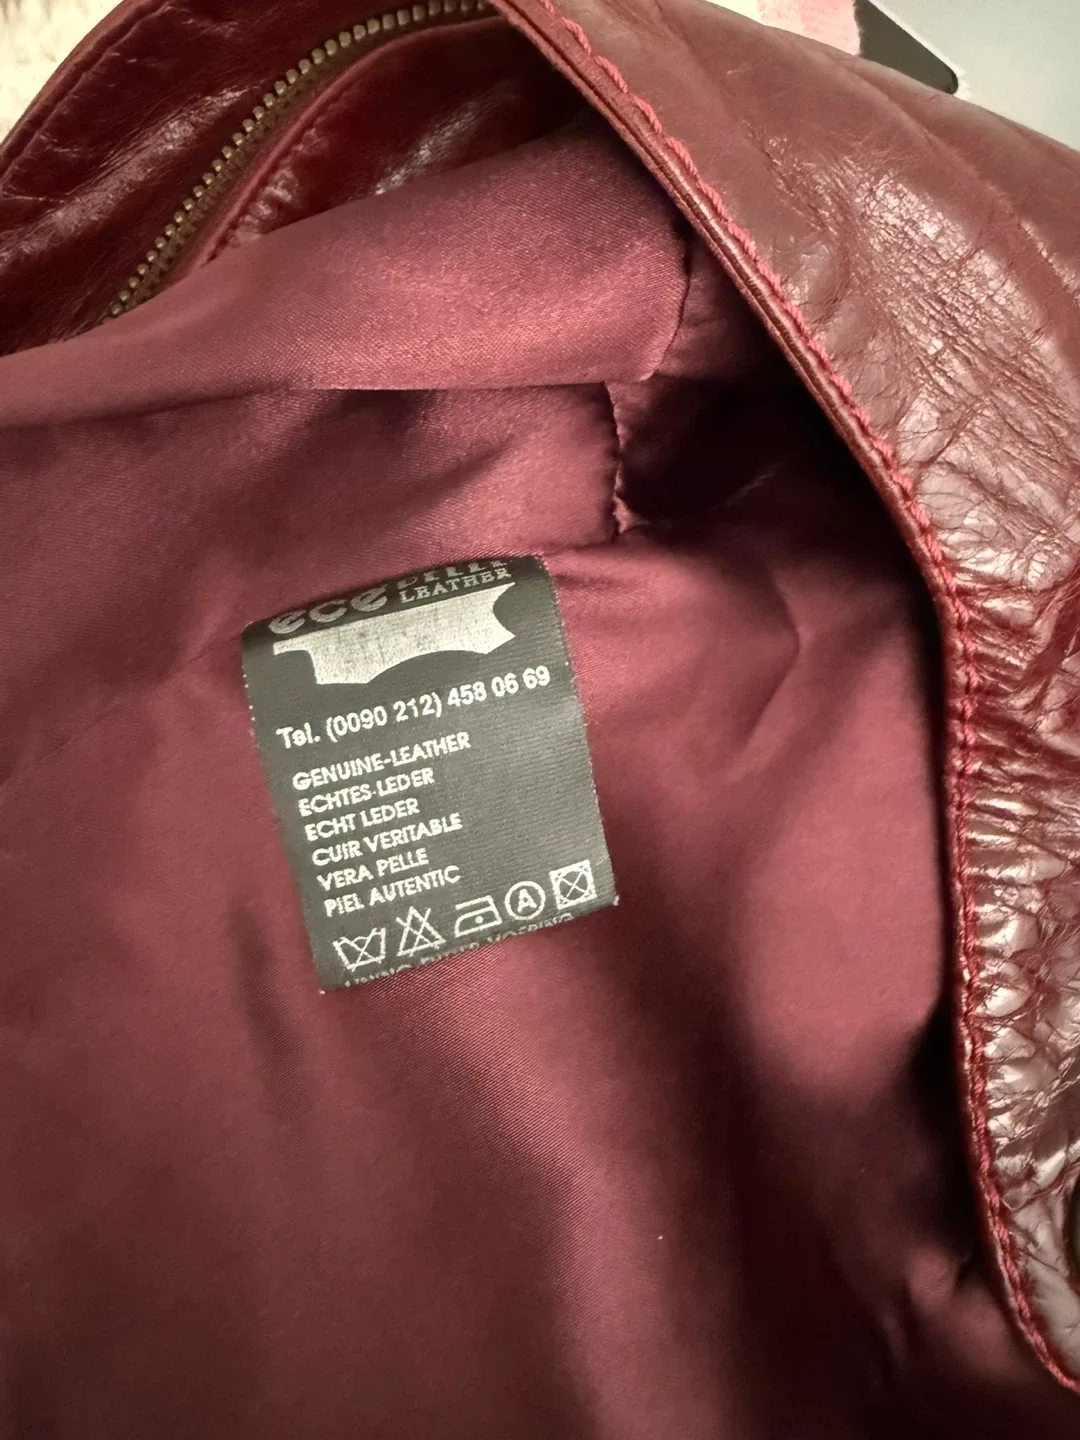 ece PELLE
LEATHER
Tel. (0090 212) 458 06 69
GENUINE-LEATHER
ECHTES-LEDER
ECHT LEDER
CUIR VERITABLE
VERA PELLE
PIEL AUTENTIC
A